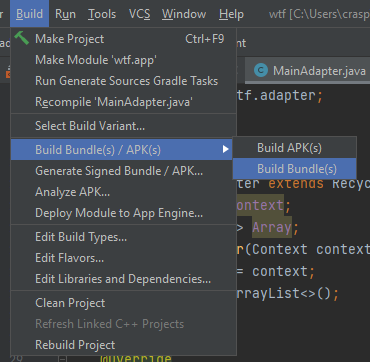 Build Run Tools VCS Window Help wtf [C:\Users\crasp
Make Project Ctrl+F9
Make Module 'wtf.app'
MainAdapter.java
Run Generate Sources Gradle Tasks
Recompile 'MainAdapter.java'
tf.adapter;
Select Build Variant...
Build Bundle(s) / APK(s)
Build APK(s)
Generate Signed Bundle / APK...
Build Bundle(s)
Analyze APK...
ter extends Recyc
Deploy Module to App Engine...
ontext;
> Array;
Edit Build Types...
r(Context context
Edit Flavors...
= context;
Edit Libraries and Dependencies...
rrayList<>();
Clean Project
Refresh Linked C++ Projects
Rebuild Project
29 @Override